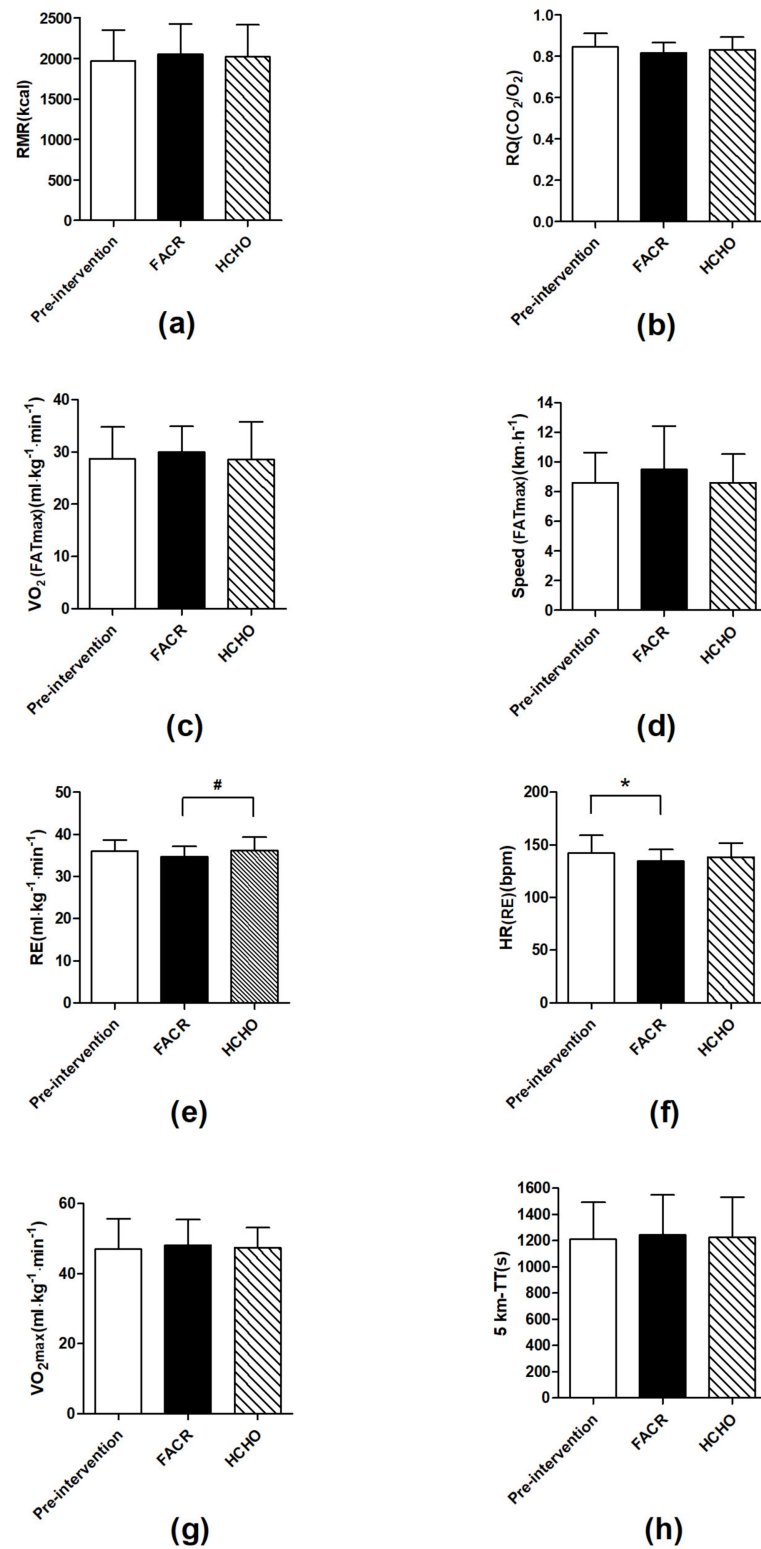 RMR(kcal)
2500
2000
1500
1000
500
0
Pre-intervention
FACR
HCHO
(a)
RQ(CO₂/O₂)
1.0
0.8
0.6
0.4
0.2
0.0
Pre-intervention
FACR
HCHO
(b)
VO₂(FATmax)(ml·kg⁻¹·min⁻¹)
40
30
20
10
0
Pre-intervention
FACR
HCHO
(c)
Speed (FATmax)(km·h⁻¹)
14
12
10
8
6
4
2
0
Pre-intervention
FACR
HCHO
(d)
RE(ml·kg⁻¹·min⁻¹)
50
40
30
20
10
0
#
Pre-intervention
FACR
HCHO
(e)
HR(RE)(bpm)
200
150
100
50
0
*
Pre-intervention
FACR
HCHO
(f)
VO₂max(ml·kg⁻¹·min⁻¹)
60
40
20
0
Pre-intervention
FACR
HCHO
(g)
5 km-TT(s)
1600
1400
1200
1000
800
600
400
200
0
Pre-intervention
FACR
HCHO
(h)